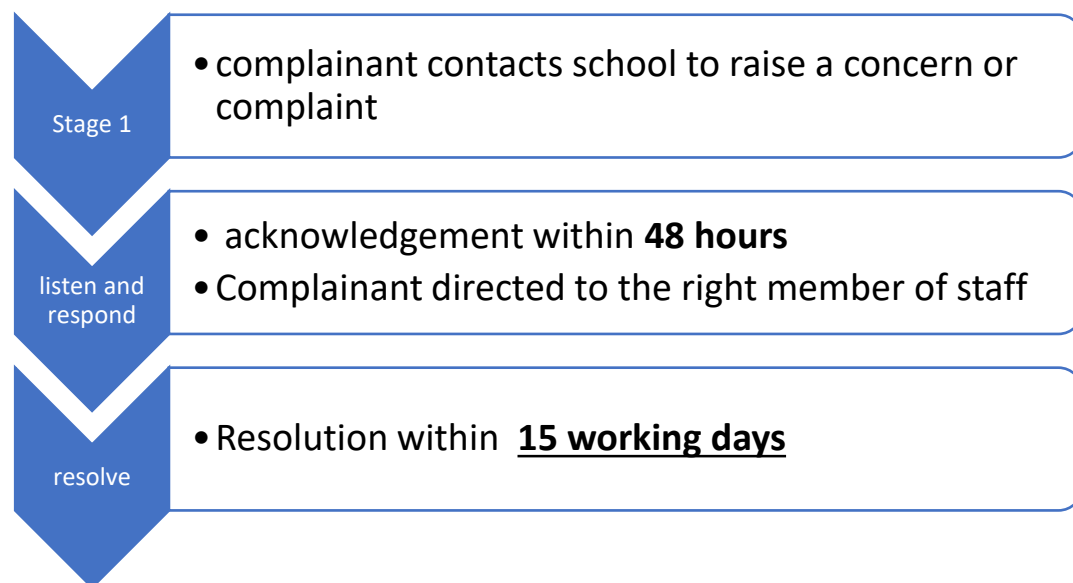 Stage 1
• complainant contacts school to raise a concern or
complaint
listen and
respond
• acknowledgement within 48 hours
• Complainant directed to the right member of staff
resolve
• Resolution within 15 working days